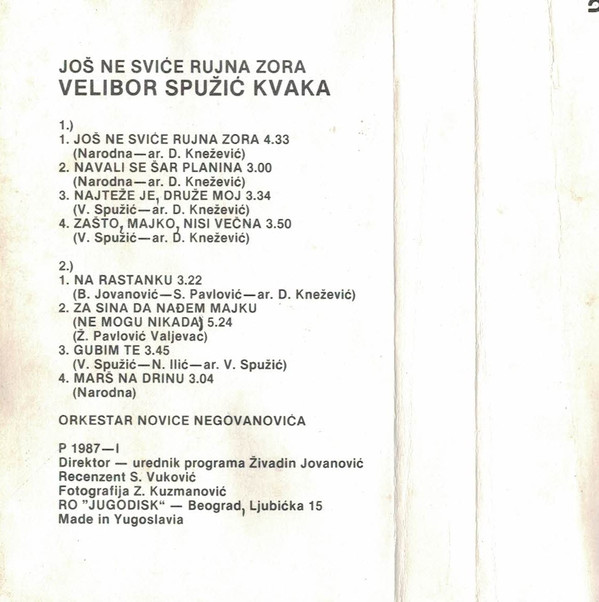 JOŠ NE SVIĆE RUJNA ZORA
VELIBOR SPUŽIĆ KVAKA
1.)
1. JOŠ NE SVIĆE RUJNA ZORA 4.33
(Narodna—ar. D. Knežević)
2. NAVALI SE ŠAR PLANINA 3.00
(Narodna—ar. D. Knežević)
3. NAJTEŽE JE, DRUŽE MOJ 3.34
(V. Spužić—ar. D. Knežević)
4. ZAŠTO, MAJKO, NISI VEČNA 3.50
(V. Spužić—ar. D. Knežević)
2.)
1. NA RASTANKU 3.22
(B. Jovanović—S. Pavlović—ar. D. Knežević)
2. ZA SINA DA NAĐEM MAJKU
(NE MOGU NIKADA) 5.24
(Ž. Pavlović Valjevac)
3. GUBIM TE 3.45
(V. Spužić—N. Ilić—ar. V. Spužić)
4. MARŠ NA DRINU 3.04
(Narodna)
ORKESTAR NOVICE NEGOVANOVIĆA
P 1987—I
Direktor — urednik programa Živadin Jovanović
Recenzent S. Vuković
Fotografija Z. Kuzmanović
RO "JUGODISK“ — Beograd, Ljubićka 15
Made in Yugoslavia